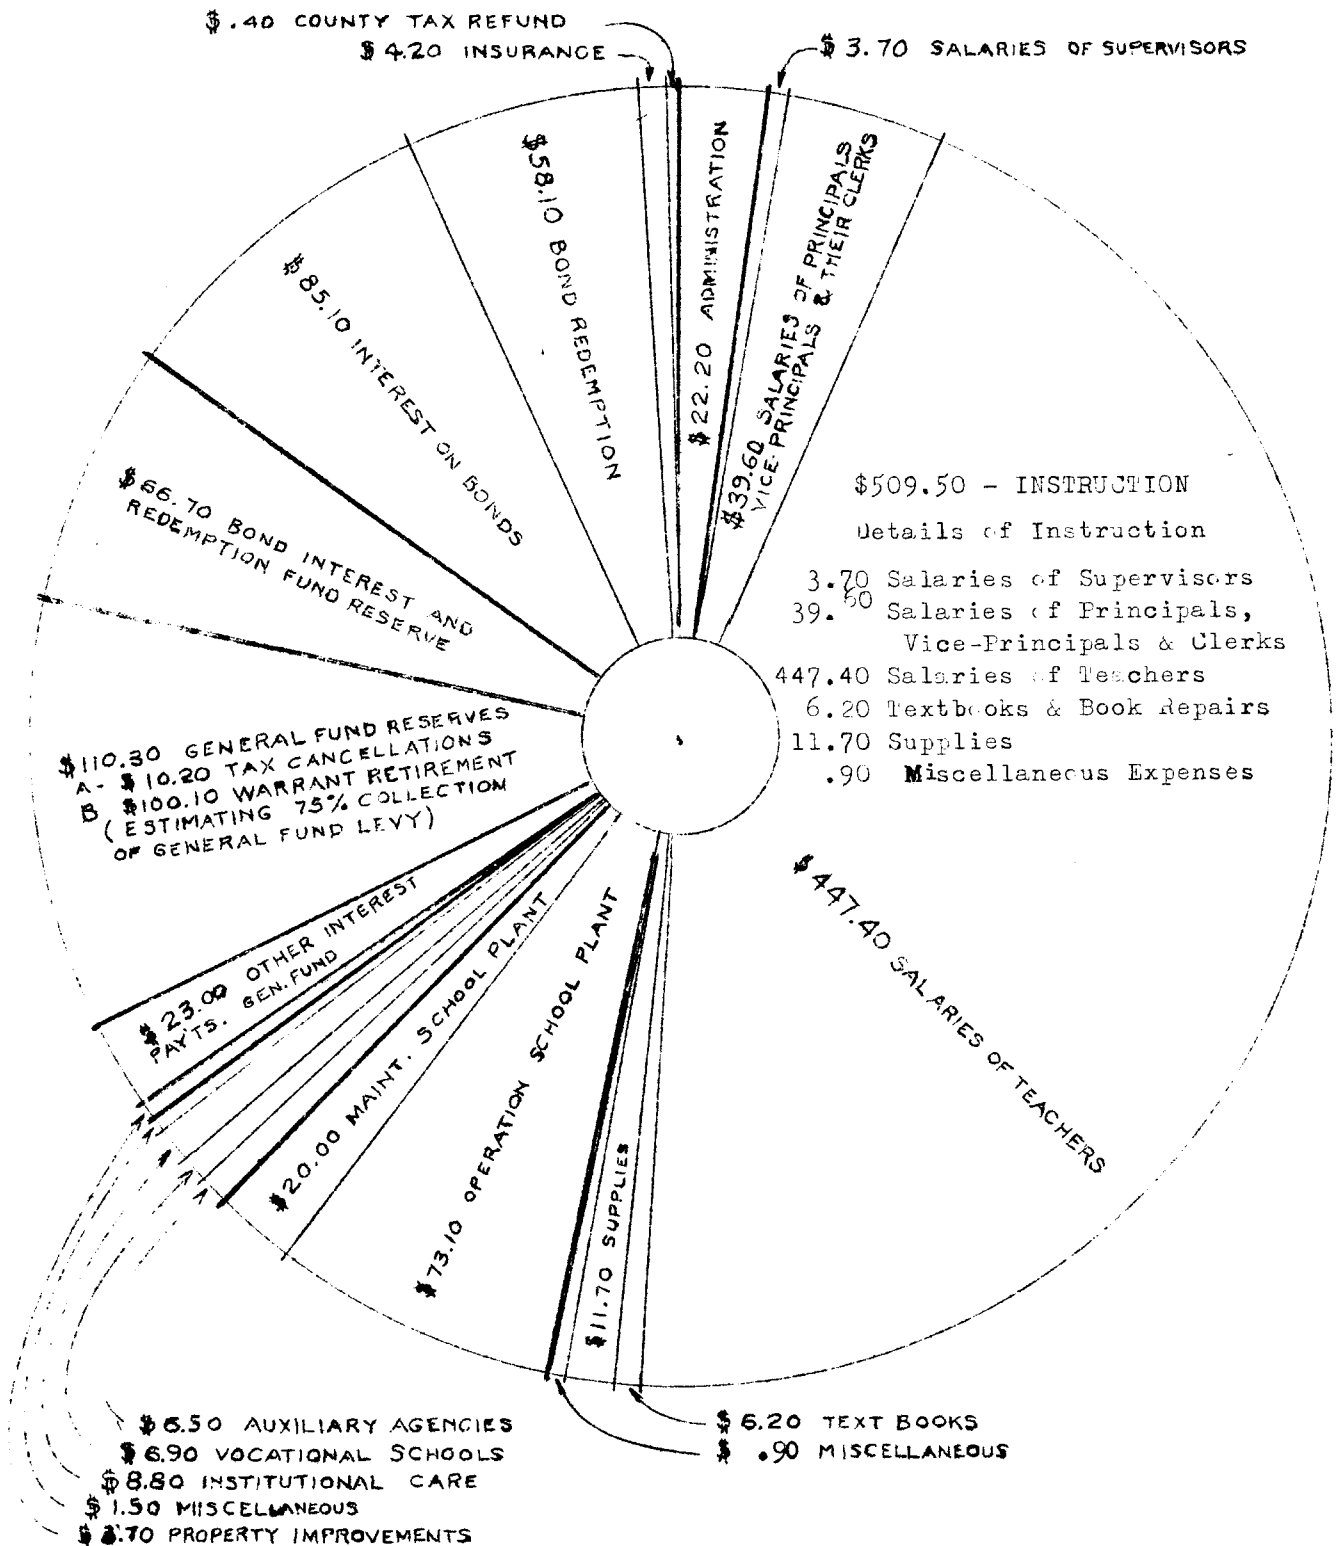 $ .40 COUNTY TAX REFUND
$ 4.20 INSURANCE
$ 3.70 SALARIES OF SUPERVISORS
$58.10 BOND REDEMPTION
$22.20 ADMINISTRATION
$39.60 SALARIES OF PRINCIPALS
VICE-PRINCIPALS & THEIR CLERKS
$85.10 INTEREST ON BONDS
$66.70 BOND INTEREST AND
REDEMPTION FUND RESERVE
$509.50 - INSTRUCTION
Details of Instruction
3.70 Salaries of Supervisors
39.60 Salaries of Principals,
Vice-Principals & Clerks
447.40 Salaries of Teachers
6.20 Textbooks & Book Repairs
11.70 Supplies
.90 Miscellaneous Expenses
$110.30 GENERAL FUND RESERVES
A- $10.20 TAX CANCELLATIONS
B $100.10 WARRANT RETIREMENT
(ESTIMATING 75% COLLECTION
OF GENERAL FUND LEVY)
$447.40 SALARIES OF TEACHERS
$23.00 OTHER INTEREST
PAY'TS. GEN. FUND
$20.00 MAINT. SCHOOL PLANT
$73.10 OPERATION SCHOOL PLANT
$11.70 SUPPLIES
$ 6.50 AUXILIARY AGENCIES
$ 6.90 VOCATIONAL SCHOOLS
$ 8.80 INSTITUTIONAL CARE
$ 1.50 MIISCELLANEOUS
PROPERTY IMPROVEMENTS
$ 6.20 TEXT BOOKS
$ .90 MISCELLANEOUS